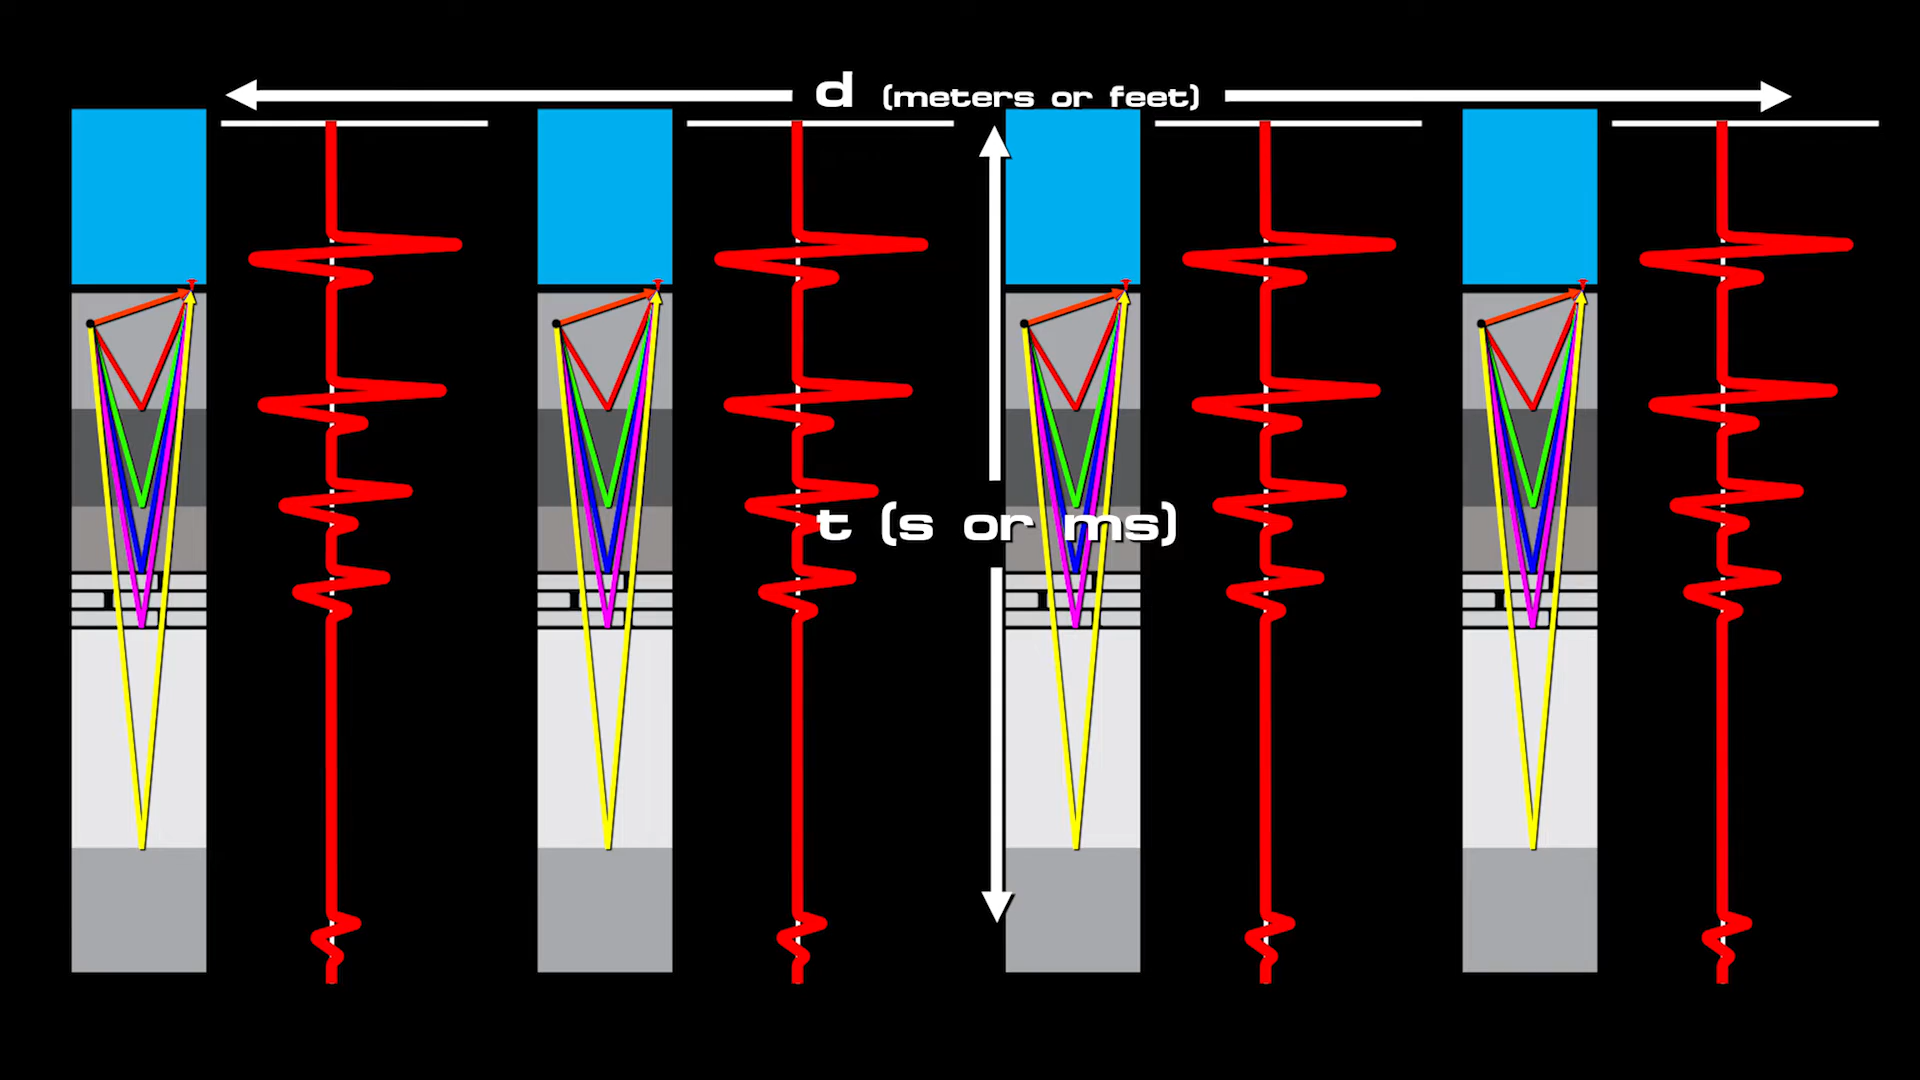 d (meters or feet)
t (s or ms)